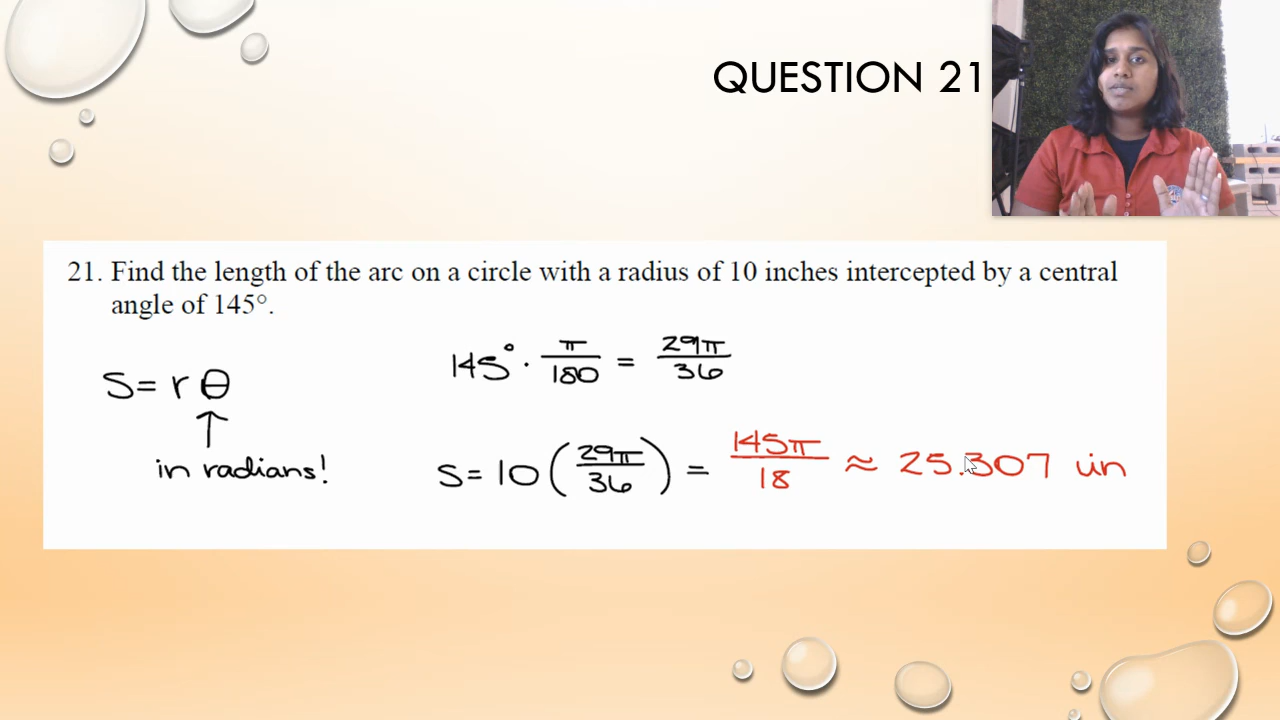 QUESTION 21
21. Find the length of the arc on a circle with a radius of 10 inches intercepted by a central
angle of 145°.
145° · π/180 = 29π/36
S = r θ
↑
in radians!
S = 10 (29π/36) = 145π/18 ≈ 25.307 in